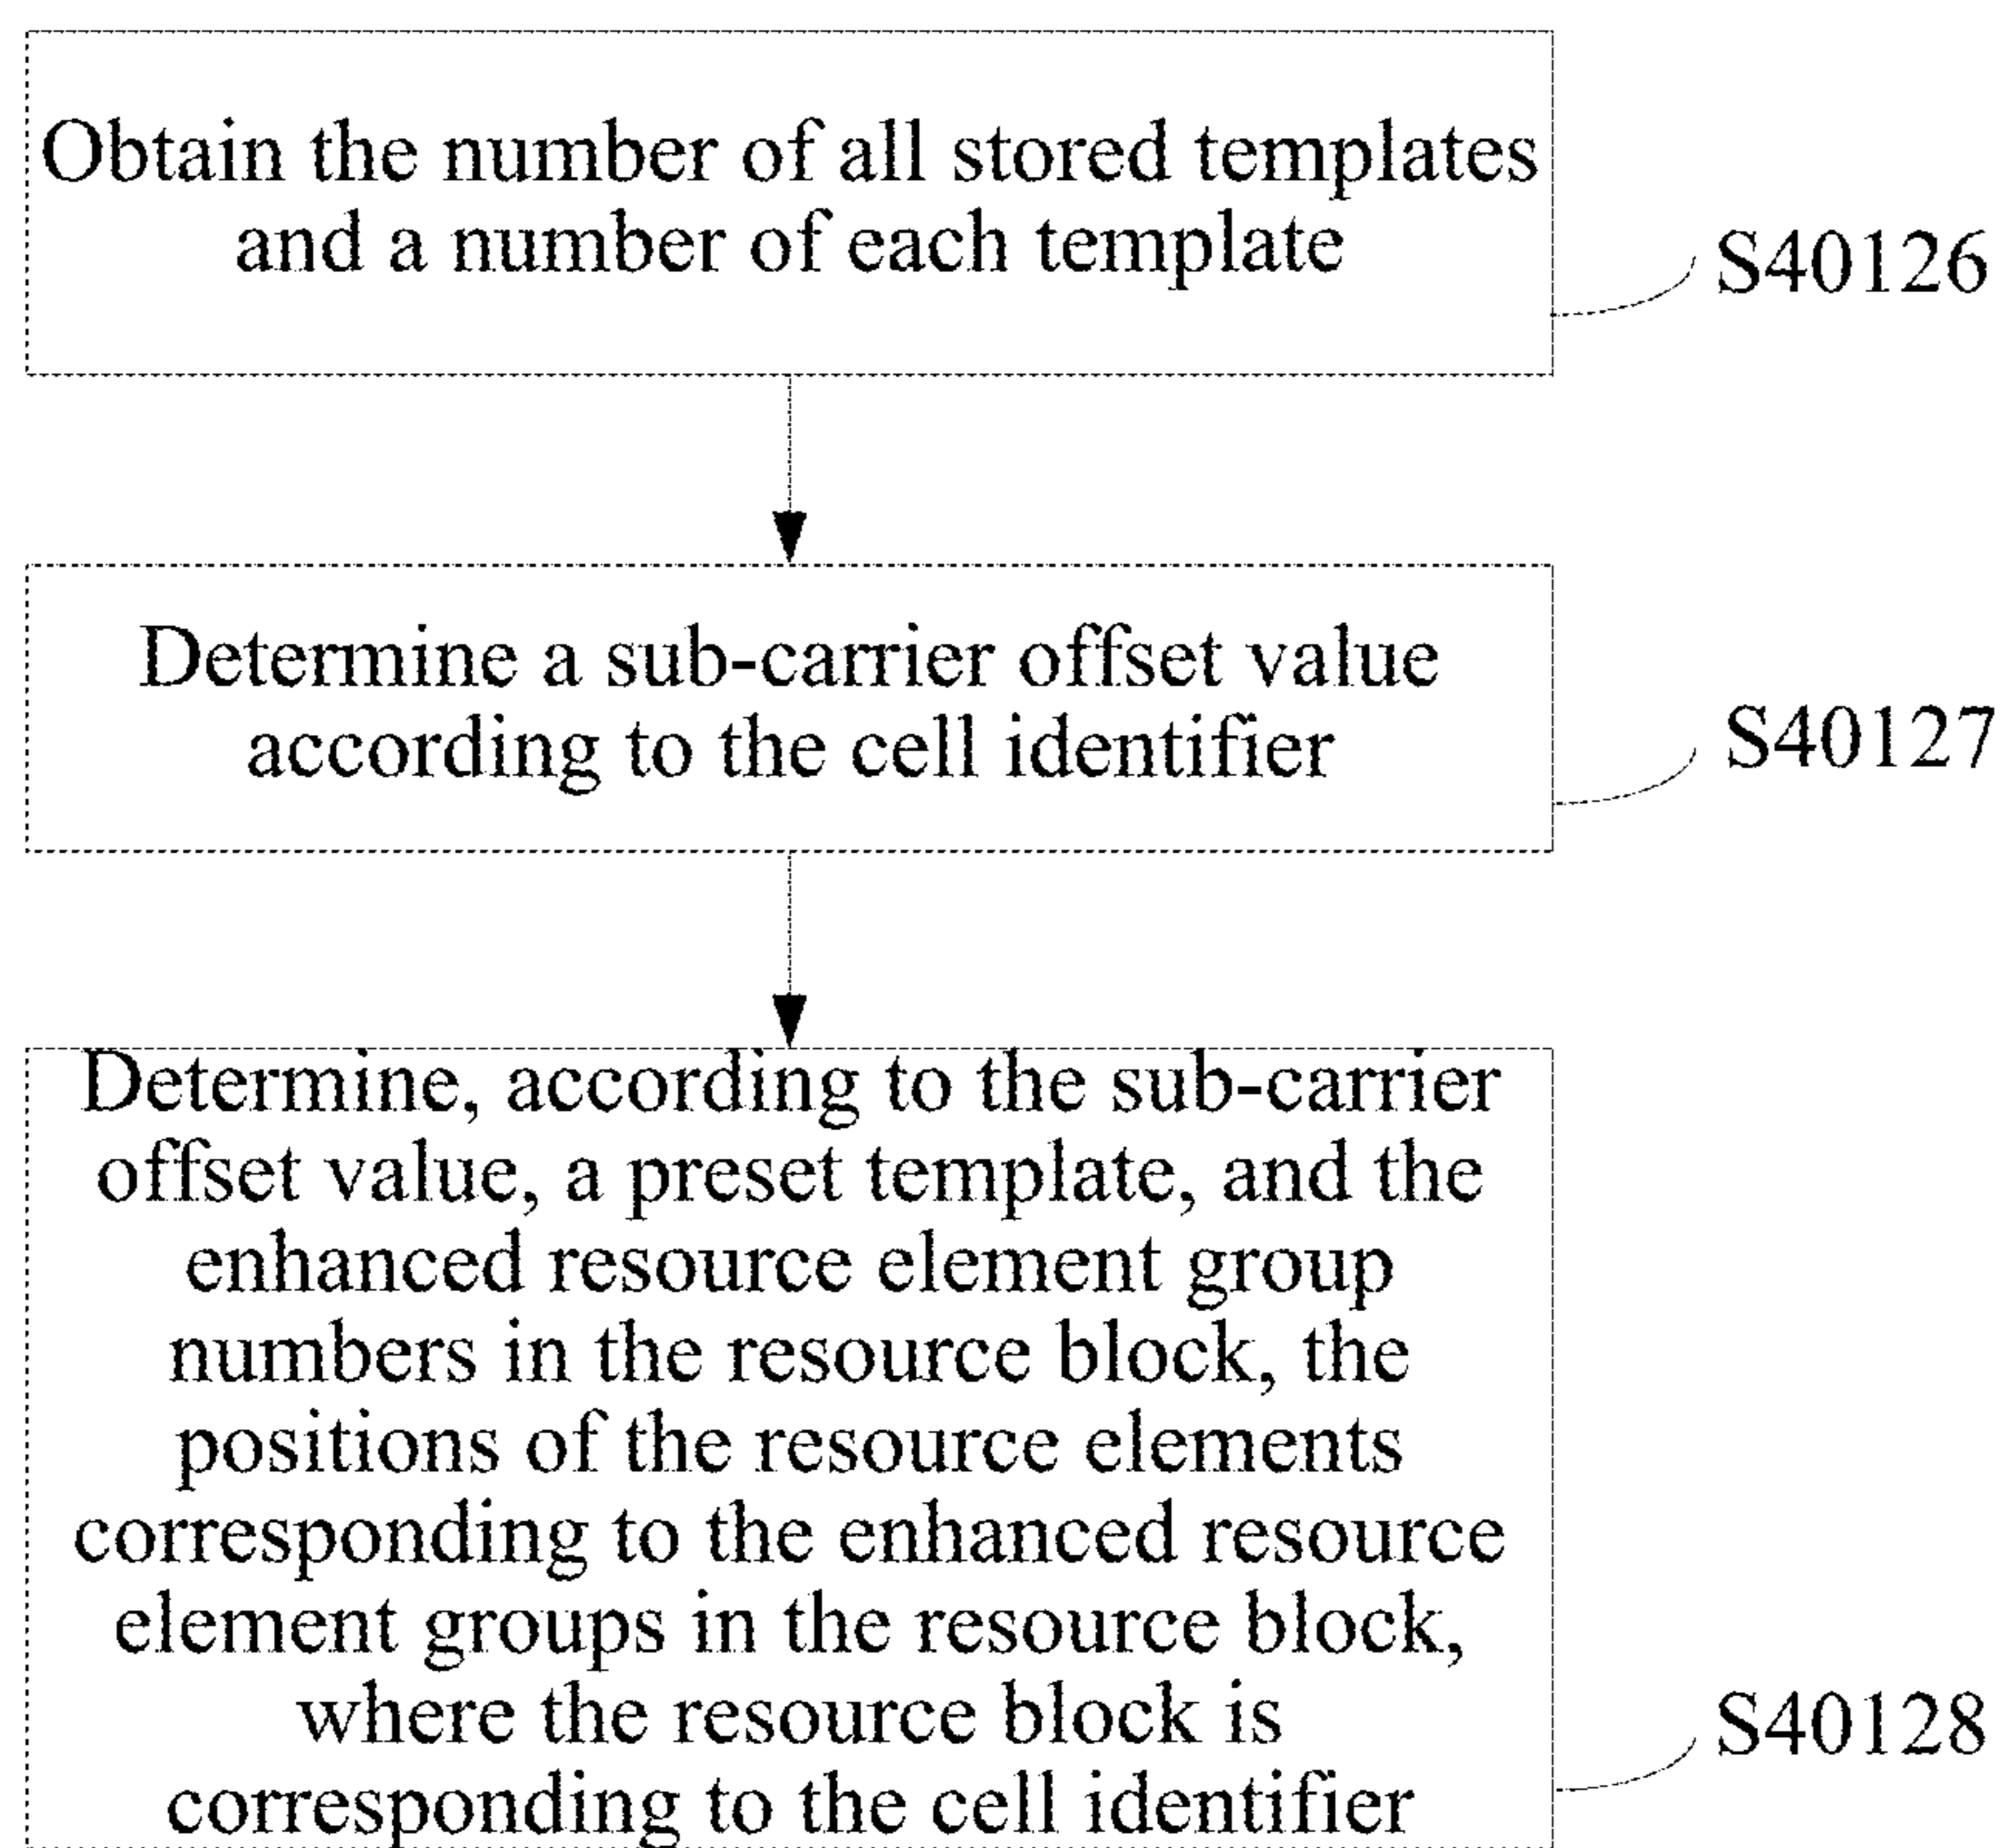 Obtain the number of all stored templates
and a number of each template
S40126
Determine a sub-carrier offset value
according to the cell identifier
S40127
Determine, according to the sub-carrier
offset value, a preset template, and the
enhanced resource element group
numbers in the resource block, the
positions of the resource elements
corresponding to the enhanced resource
element groups in the resource block,
where the resource block is
corresponding to the cell identifier
S40128